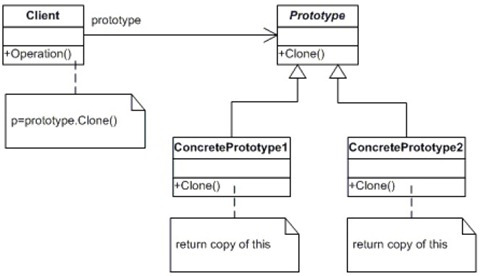 Client
+Operation()
prototype
Prototype
+Clone()
p=prototype.Clone()
ConcretePrototype1
+Clone()
ConcretePrototype2
+Clone()
return copy of this
return copy of this